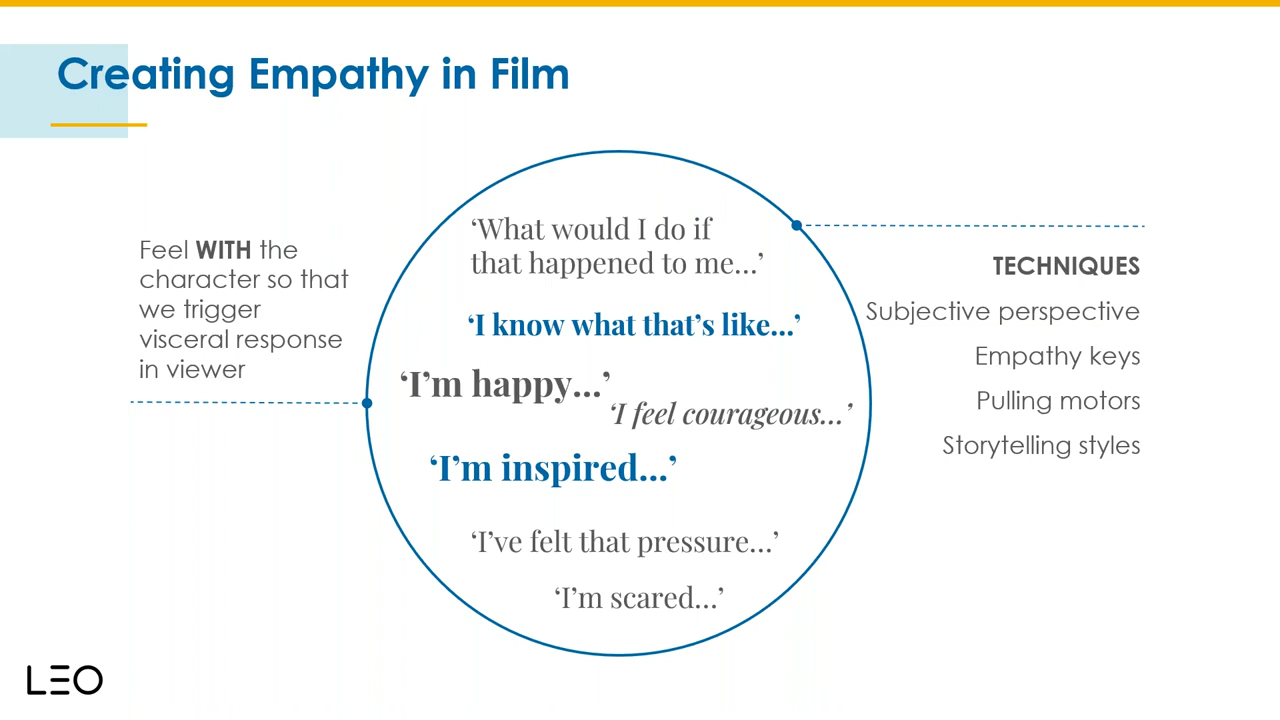 Creating Empathy in Film
Feel WITH the
character so that
we trigger
visceral response
in viewer
‘What would I do if
that happened to me...’
‘I know what that’s like...’
‘I’m happy...’
‘I feel courageous...’
‘I’m inspired...’
‘I’ve felt that pressure...’
‘I’m scared...’
TECHNIQUES
Subjective perspective
Empathy keys
Pulling motors
Storytelling styles
LEO